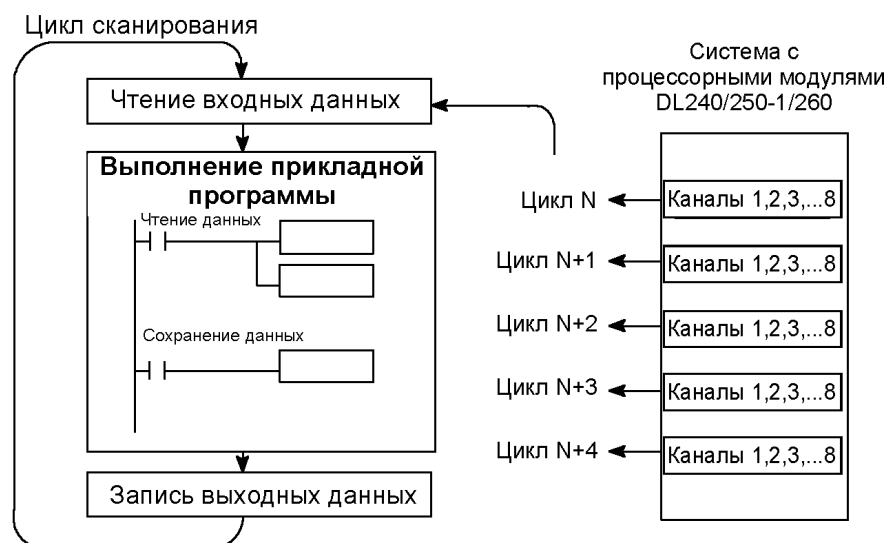 Цикл сканирования
Чтение входных данных
Выполнение прикладной
программы
Чтение данных
Сохранение данных
Запись выходных данных
Система с
процессорными модулями
DL240/250-1/260
Цикл N
Каналы 1,2,3,...8
Цикл N+1
Каналы 1,2,3,...8
Цикл N+2
Каналы 1,2,3,...8
Цикл N+3
Каналы 1,2,3,...8
Цикл N+4
Каналы 1,2,3,...8